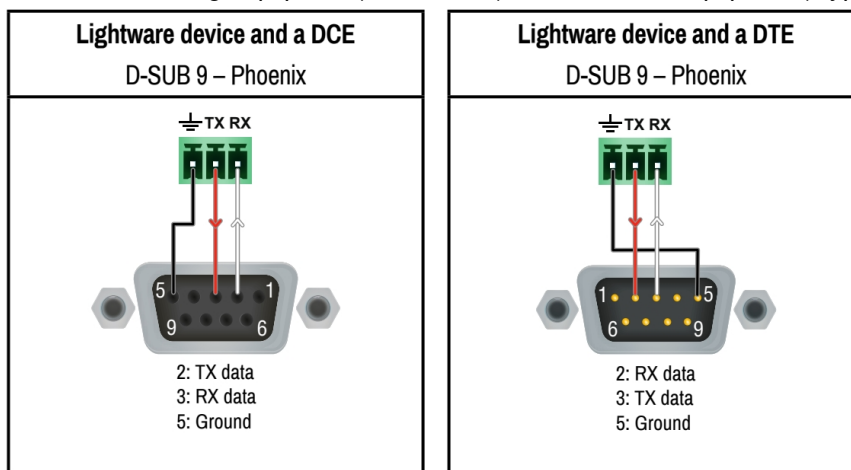 Lightware device and a DCE
D-SUB 9 – Phoenix
TX RX
5 1
9 6
2: TX data
3: RX data
5: Ground
Lightware device and a DTE
D-SUB 9 – Phoenix
TX RX
1 5
6 9
2: RX data
3: TX data
5: Ground